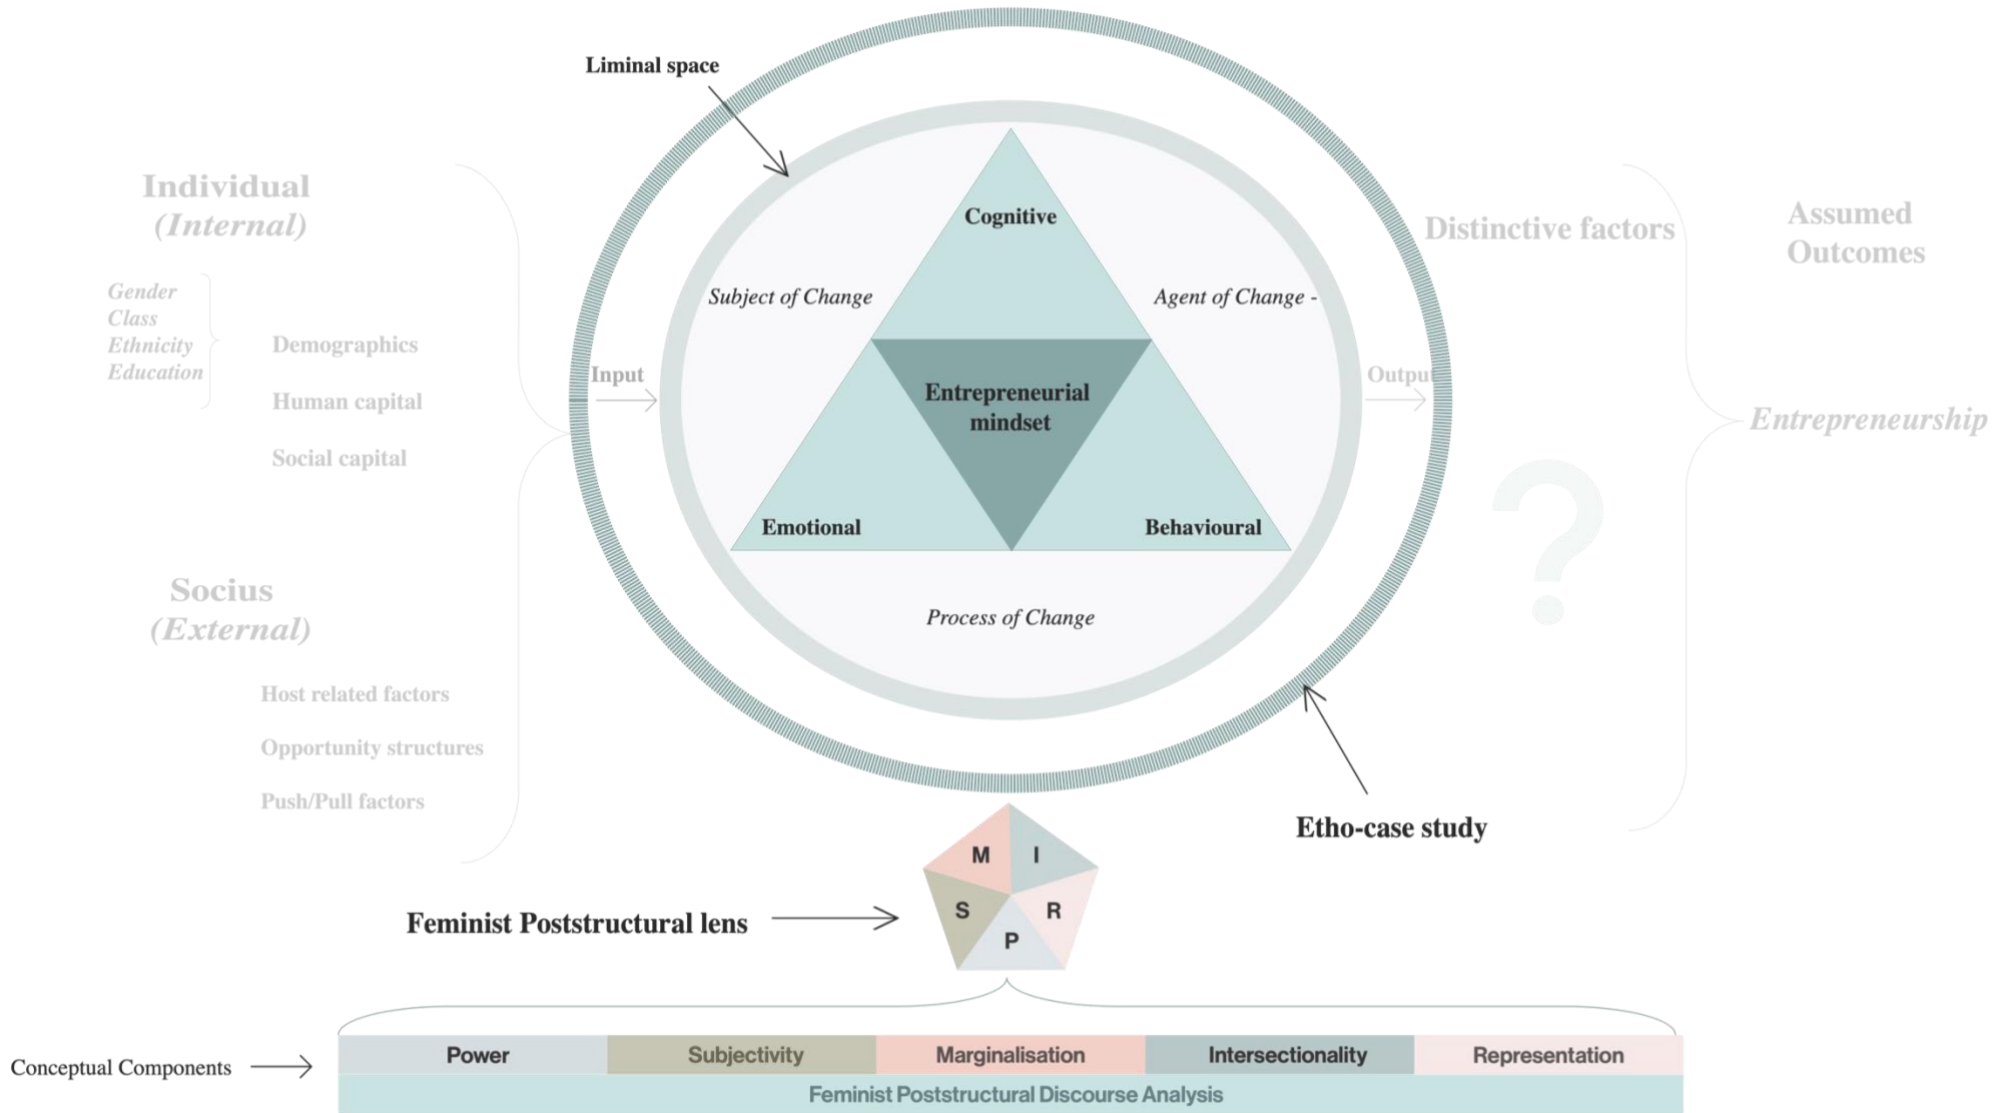 Liminal space
Individual
(Internal)
Gender
Class
Ethnicity
Education
Demographics
Human capital
Social capital
Socius
(External)
Host related factors
Opportunity structures
Push/Pull factors
Input
Cognitive
Subject of Change
Agent of Change -
Entrepreneurial
mindset
Emotional
Behavioural
Process of Change
Output
Distinctive factors
?
Assumed
Outcomes
Entrepreneurship
Etho-case study
Feminist Poststructural lens
M
I
S
R
P
Conceptual Components
Power
Subjectivity
Marginalisation
Intersectionality
Representation
Feminist Poststructural Discourse Analysis